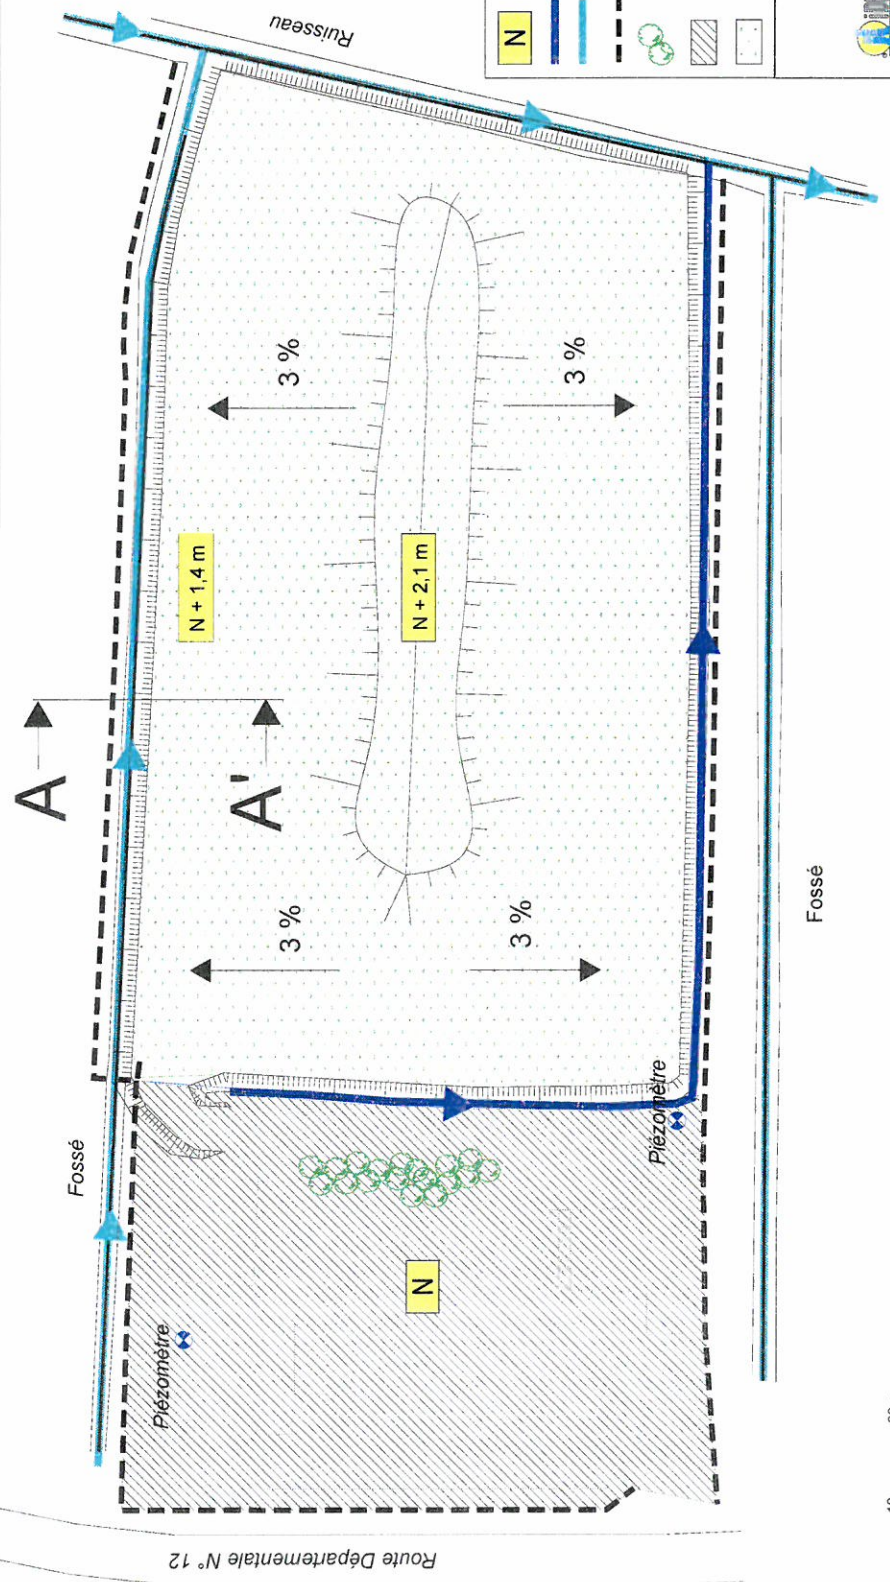 Ruisseau
N
A
A'
N + 1,4 m
N + 2,1 m
3 %
3 %
3 %
3 %
Fossé
Fossé
Piézomètre
Piézomètre
N
Route Départementale N° 12